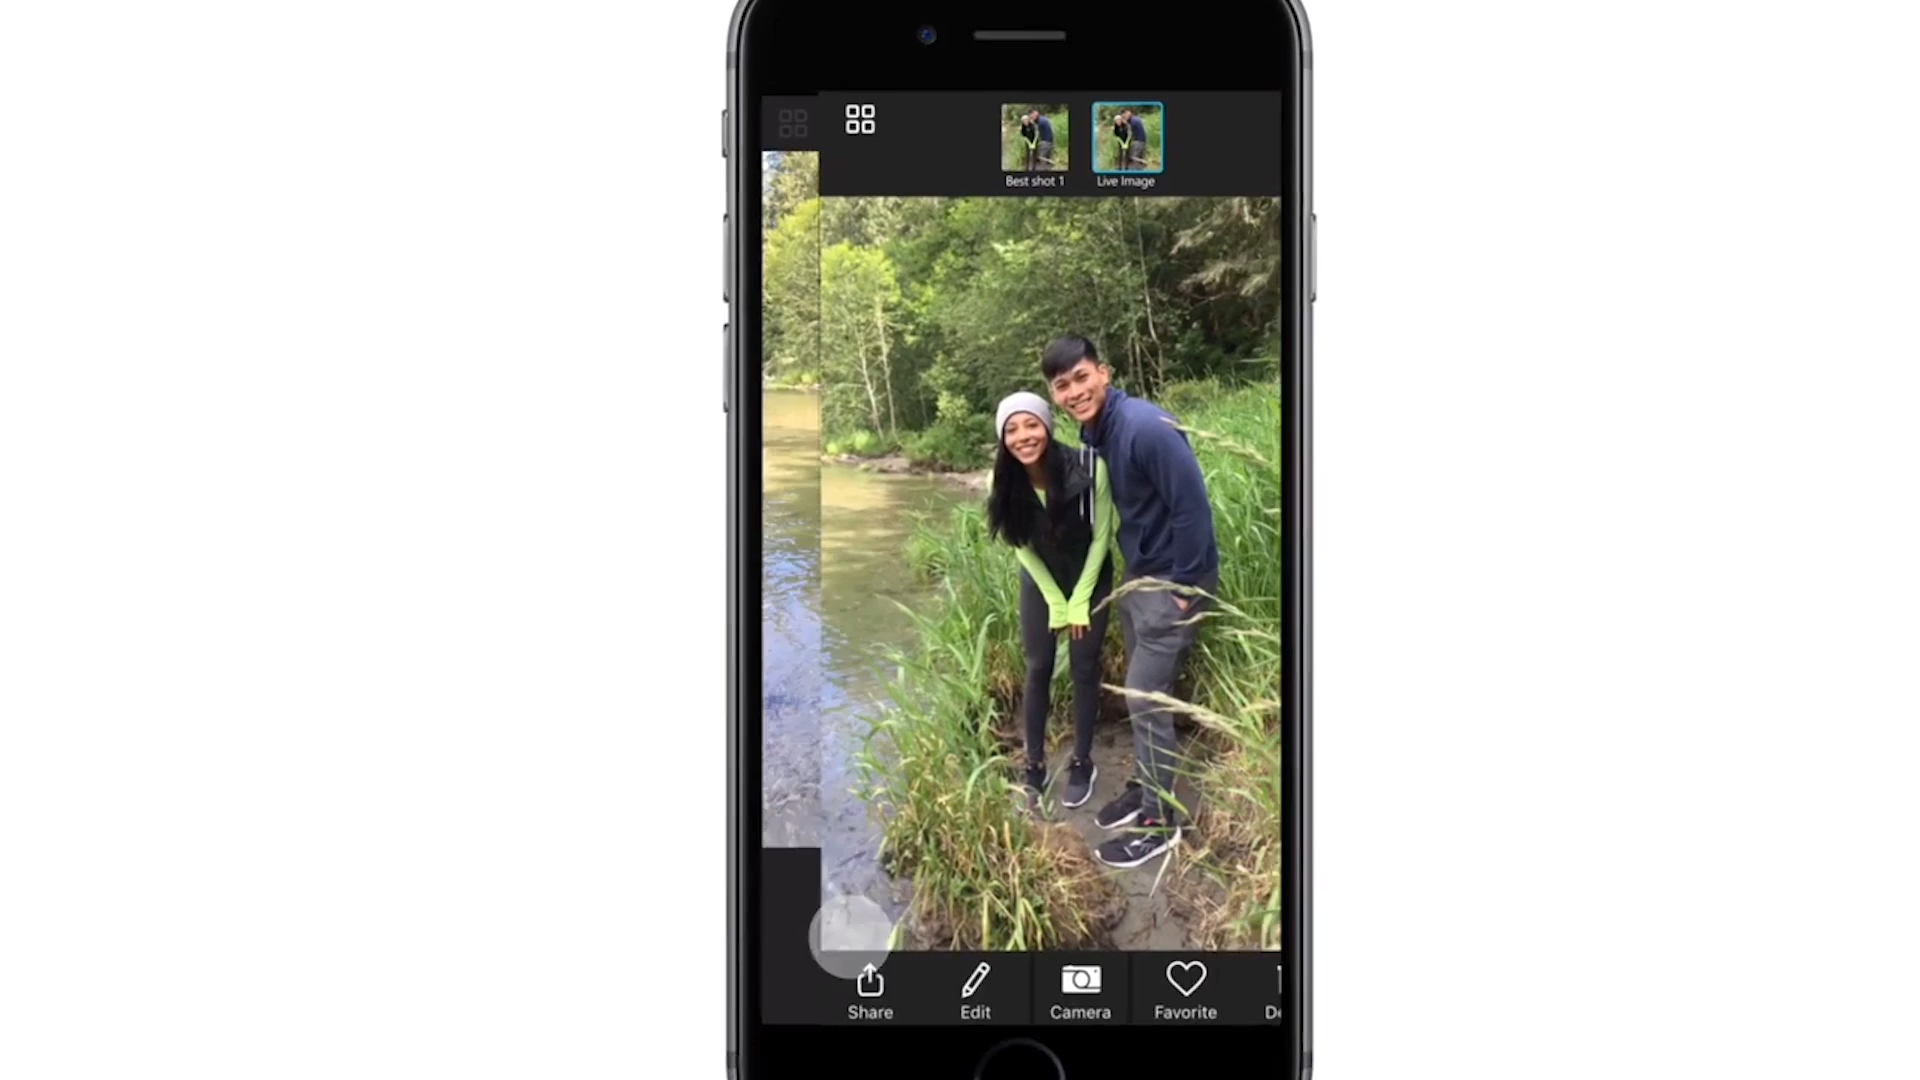 Best shot 1
Live Image
Share
Edit
Camera
Favorite